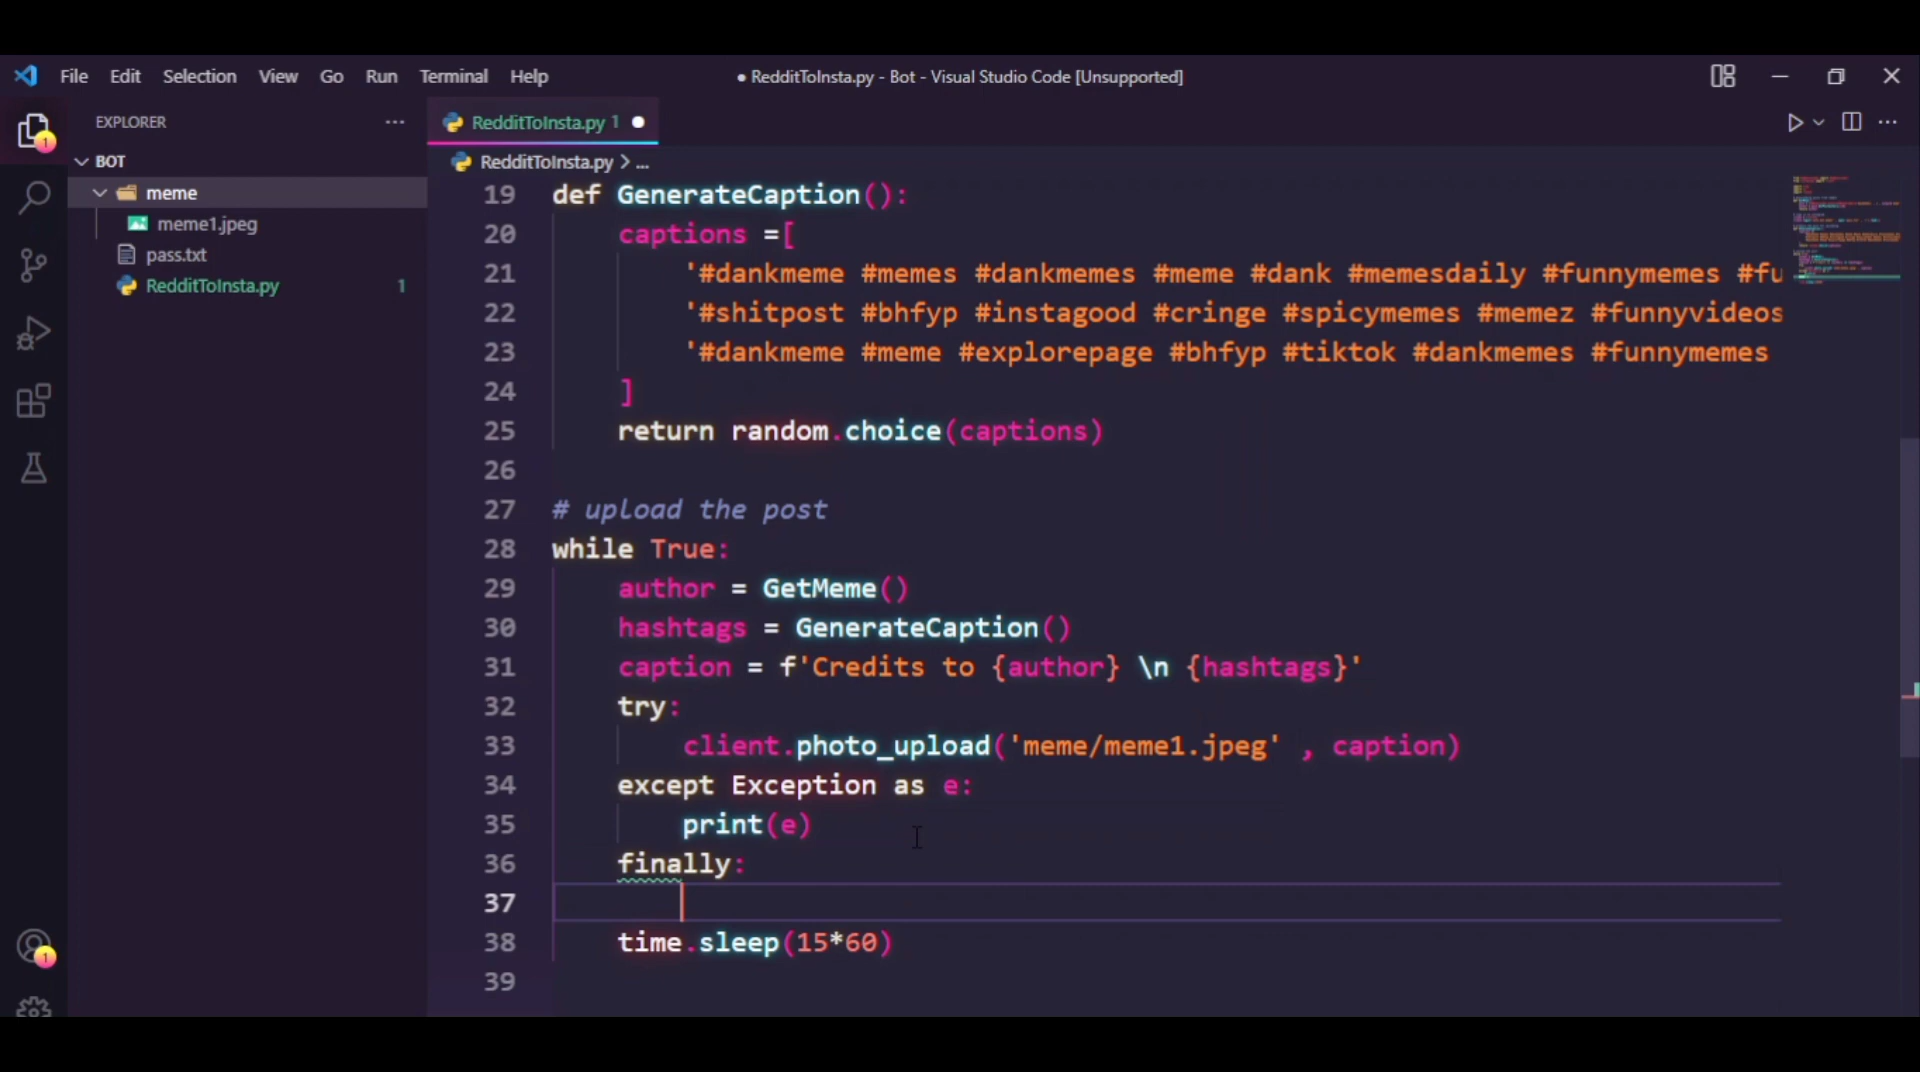 File Edit Selection View Go Run Terminal Help
● RedditToInsta.py - Bot - Visual Studio Code [Unsupported]
EXPLORER
BOT
meme
meme1.jpeg
pass.txt
RedditToInsta.py 1
1
1
RedditToInsta.py 1
RedditToInsta.py > ...
19 def GenerateCaption():
20 captions =[
21 '#dankmeme #memes #dankmemes #meme #dank #memesdaily #funnymemes #fu
22 '#shitpost #bhfyp #instagood #cringe #spicymemes #memez #funnyvideos
23 '#dankmeme #meme #explorepage #bhfyp #tiktok #dankmemes #funnymemes
24 ]
25 return random.choice(captions)
26
27 # upload the post
28 while True:
29 author = GetMeme()
30 hashtags = GenerateCaption()
31 caption = f'Credits to {author} \n {hashtags}'
32 try:
33 client.photo_upload('meme/meme1.jpeg' , caption)
34 except Exception as e:
35 print(e)
36 finally:
37
38 time.sleep(15*60)
39